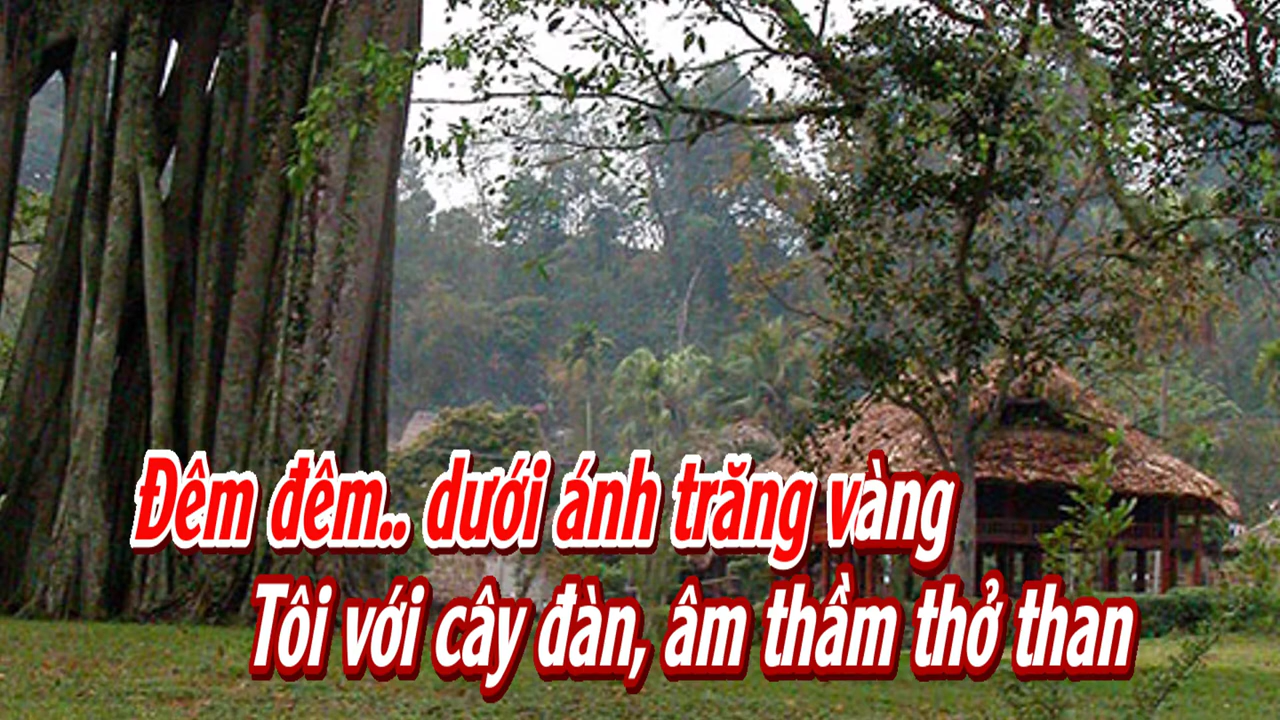 Đêm đêm.. dưới ánh trăng vàng
Tôi với cây đàn, âm thầm thở than